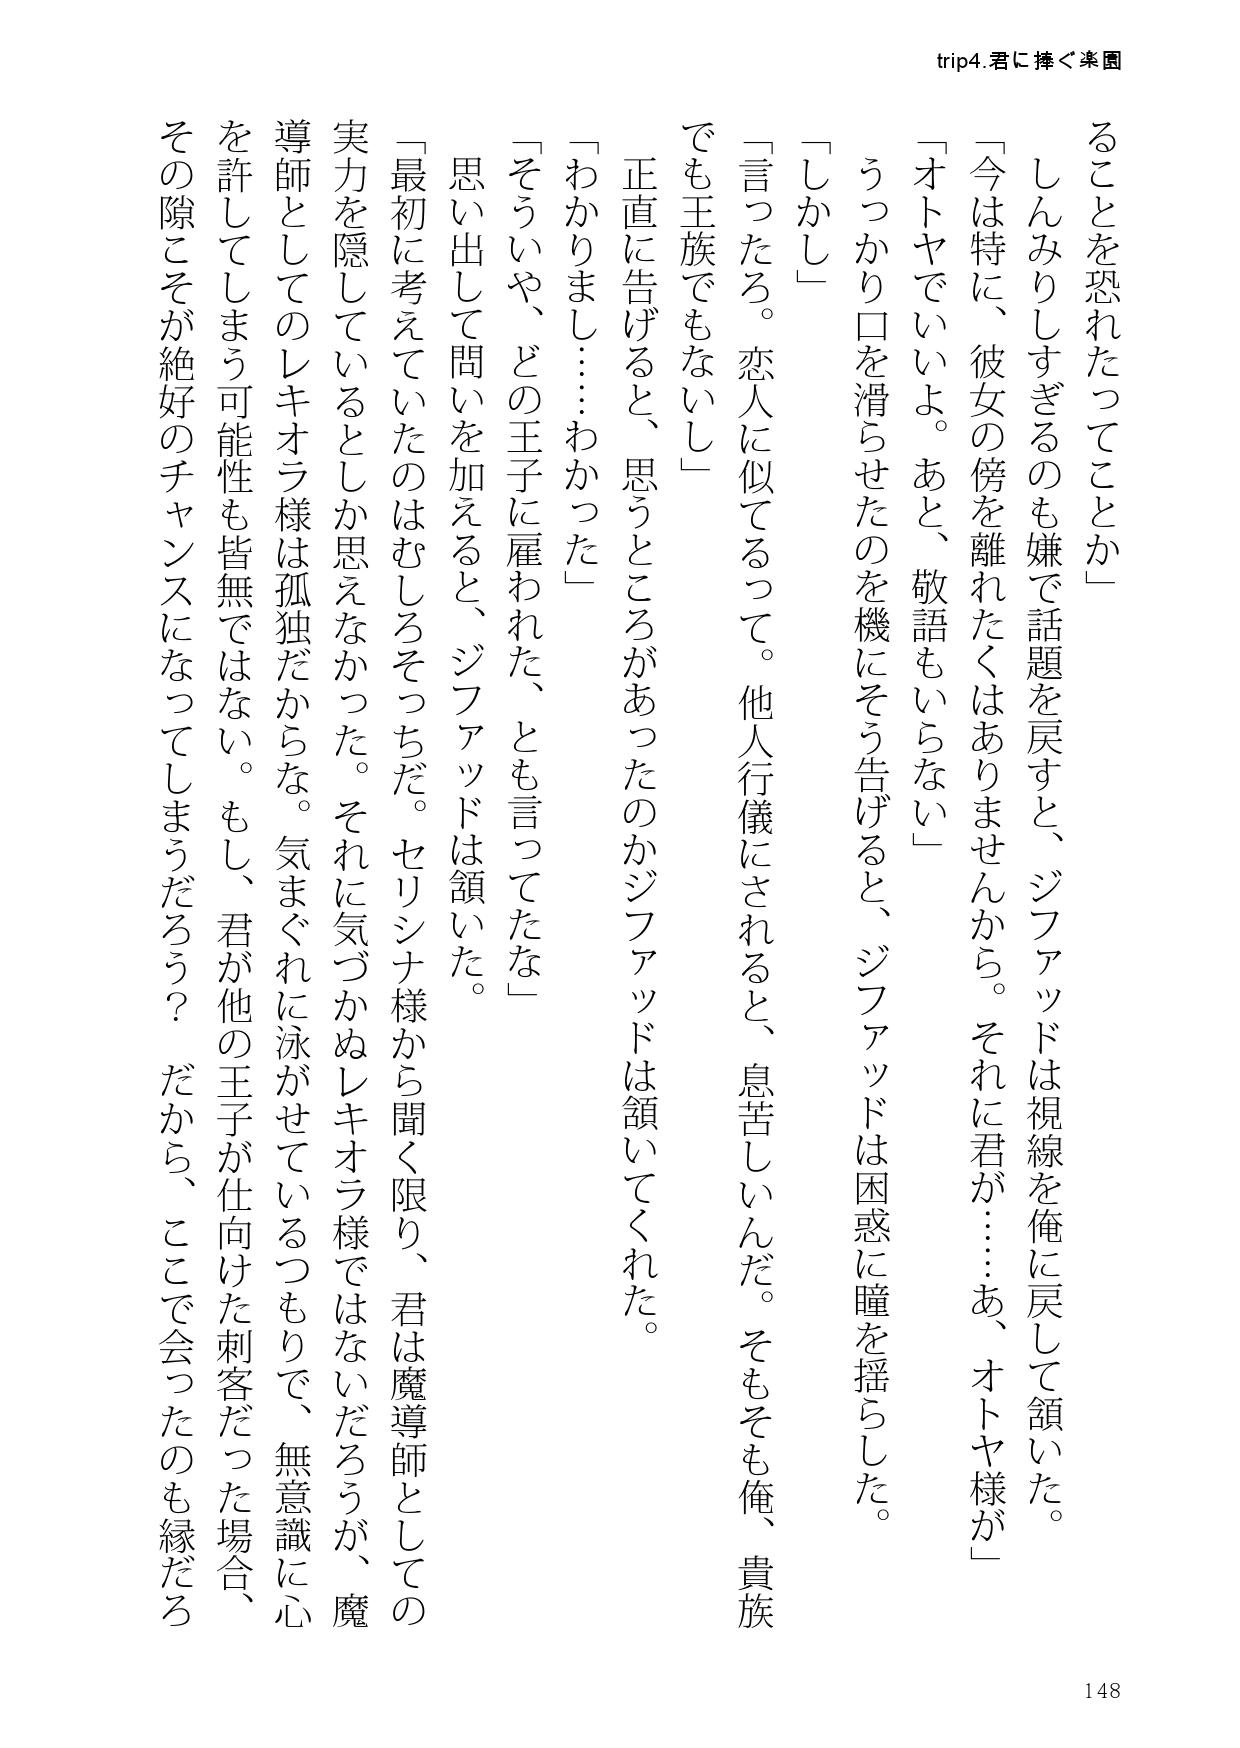 trip4.君に捧ぐ楽園
ることを恐れたってことか」
　しんみりしすぎるのも嫌で話題を戻すと、ジファッドは視線を俺に戻して頷いた。
「今は特に、彼女の傍を離れたくはありませんから。それに君が……あ、オトヤ様が」
「オトヤでいいよ。あと、敬語もいらない」
　うっかり口を滑らせたのを機にそう告げると、ジファッドは困惑に瞳を揺らした。
「しかし」
「言ったろ。恋人に似てるって。他人行儀にされると、息苦しいんだ。そもそも俺、貴族
でも王族でもないし」
　正直に告げると、思うところがあったのかジファッドは頷いてくれた。
「わかりまし……わかった」
「そういや、どの王子に雇われた、とも言ってたな」
　思い出して問いを加えると、ジファッドは頷いた。
「最初に考えていたのはむしろそっちだ。セリシナ様から聞く限り、君は魔導師としての
実力を隠しているとしか思えなかった。それに気づかぬレキオラ様ではないだろうが、魔
導師としてのレキオラ様は孤独だからな。気まぐれに泳がせているつもりで、無意識に心
を許してしまう可能性も皆無ではない。もし、君が他の王子が仕向けた刺客だった場合、
その隙こそが絶好のチャンスになってしまうだろう？　だから、ここで会ったのも縁だろ
148